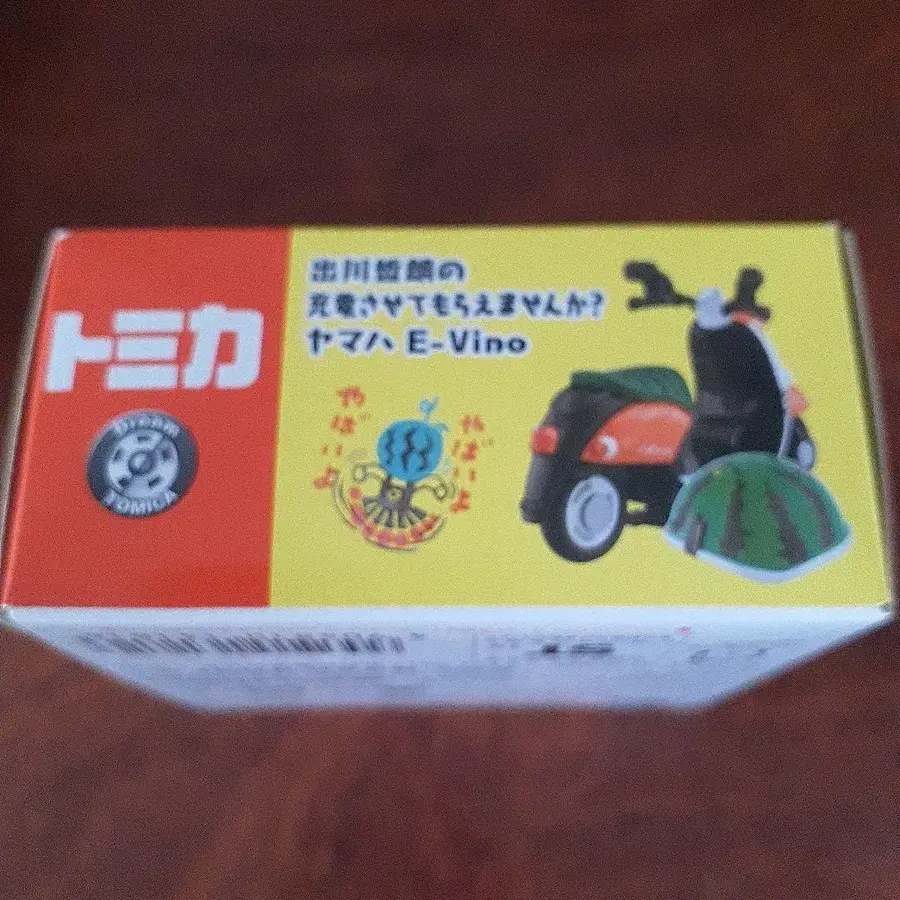 トミカ
Dream
TOMICA
出川哲朗の
充電させてもらえませんか?
ヤマハ E-Vino
やばいよ
やばいよ